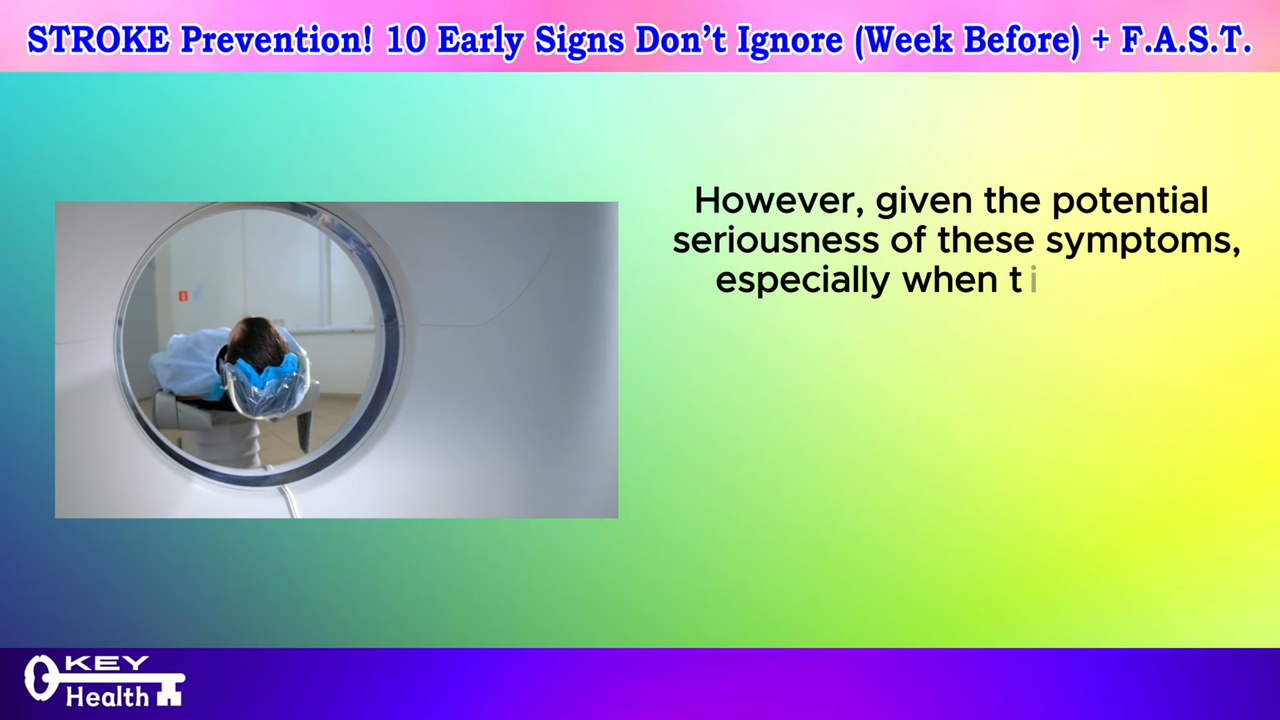 STROKE Prevention! 10 Early Signs Don't Ignore (Week Before) + F.A.S.T.
However, given the potential
seriousness of these symptoms,
especially when ti
KEY
Health